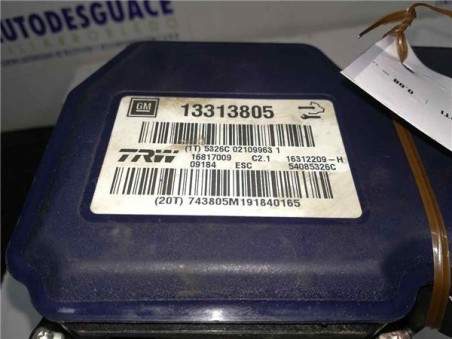 AUTODESGUACE
GM
13313805
(1T) 5326C 02109963 1
TRW
16817009 C2.1 16312209-H
09184 ESC 54085326C
(20T) 743805M191840165